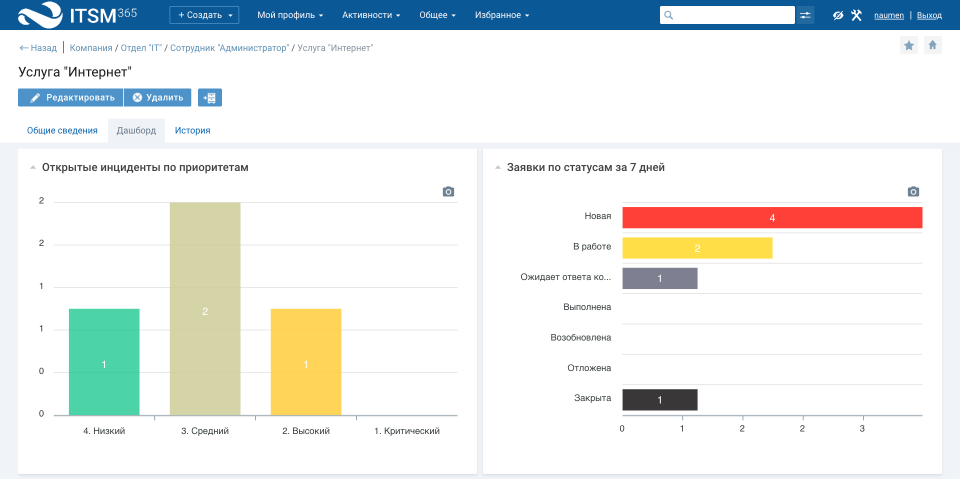 ITSM 365
+ Создать
Мой профиль
Активности
Общее
Избранное
naumen | Выход
Назад | Компания / Отдел "IT" / Сотрудник "Администратор" / Услуга "Интернет"
Услуга "Интернет"
Редактировать
Удалить
Общие сведения
Дашборд
История
Открытые инциденты по приоритетам
2
2
1
1
0
0
1
2
1
4. Низкий
3. Средний
2. Высокий
1. Критический
Заявки по статусам за 7 дней
Новая
4
В работе
2
Ожидает ответа ко...
1
Выполнена
Возобновлена
Отложена
Закрыта
1
0
1
2
2
3